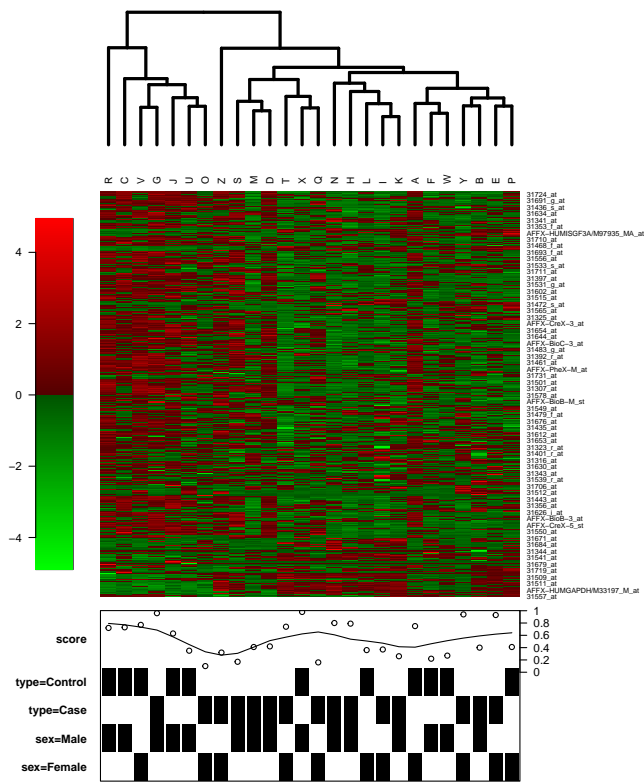 R C V G J U O Z S M D T X Q N H L I K A F W Y B E P
31724_at
31691_g_at
31436_s_at
31634_at
31341_at
31353_f_at
AFFX−HUMISGF3A/M97935_MA_at
31710_at
31468_f_at
31693_f_at
31556_at
31533_s_at
31711_at
31397_at
31531_g_at
31602_at
31515_at
31472_s_at
31565_at
31325_at
AFFX−CreX−3_at
31654_at
31644_at
AFFX−BioC−3_at
31483_g_at
31392_r_at
31461_at
AFFX−PheX−M_at
31731_at
31501_at
31307_at
31578_at
AFFX−BioB−M_st
31549_at
31479_f_at
31676_at
31435_at
31612_at
31653_at
31323_r_at
31401_r_at
31316_at
31630_at
31343_at
31539_r_at
31706_at
31512_at
31443_at
31356_at
31626_i_at
AFFX−BioB−3_at
AFFX−CreX−5_st
31550_at
31671_at
31684_at
31344_at
31541_at
31679_at
31719_at
31509_at
31511_at
AFFX−HUMGAPDH/M33197_M_at
31557_at
4
2
0
−2
−4
score
1
0.8
0.6
0.4
0.2
0
type=Control
type=Case
sex=Male
sex=Female